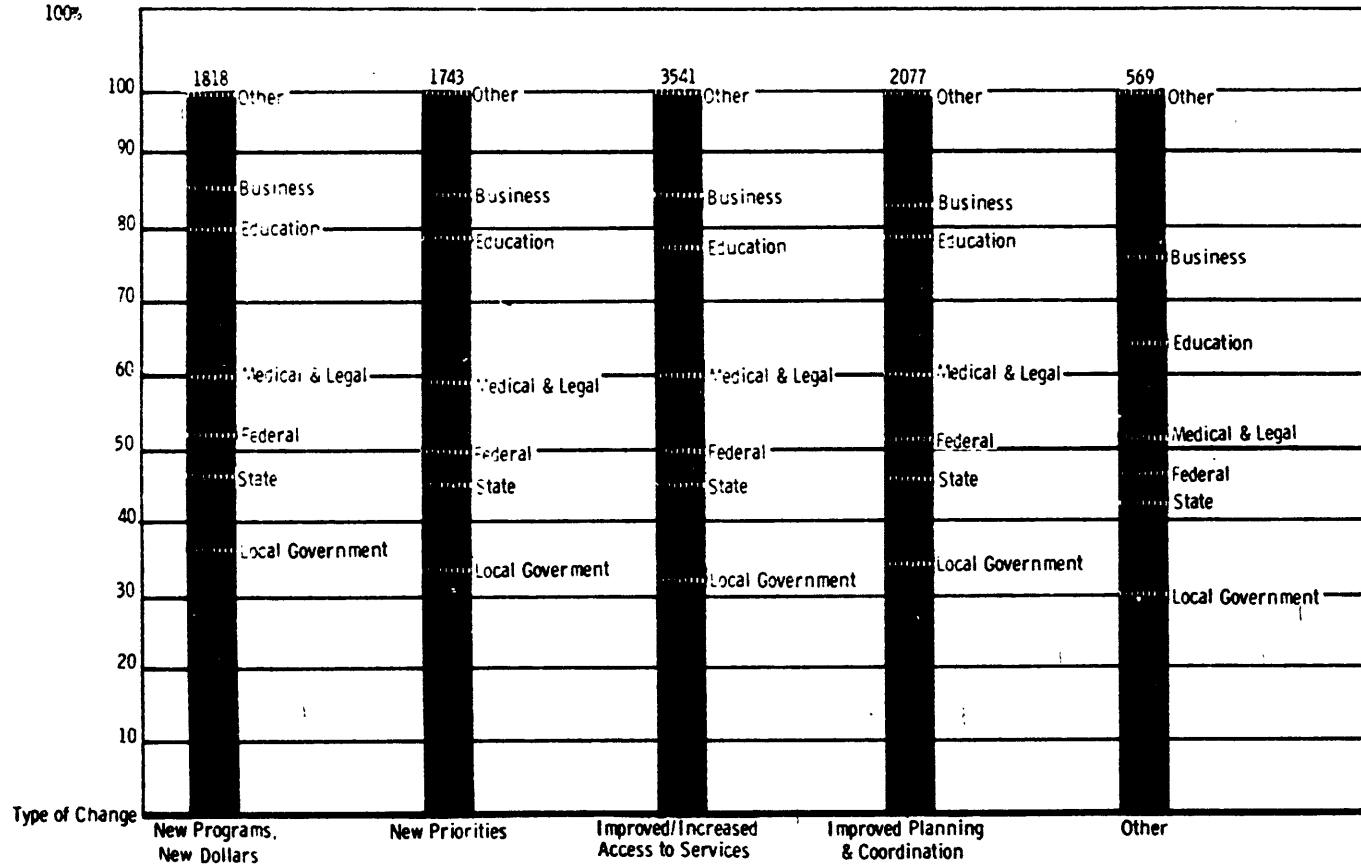 100%
1818 1743 3541 2077 569
100 Other Other Other Other Other
90
Business Business Business Business
80 Education Education Education Education Business
70
Education
60 Medical & Legal Medical & Legal Medical & Legal Medical & Legal
Federal Federal Medical & Legal
50 Federal Federal Federal
State State State State State
40
Local Government Local Goverment Local Government Local Government
30 Local Government
20
10
Type of Change
New Programs, New Priorities Improved/Increased Improved Planning Other
New Dollars Access to Services & Coordination